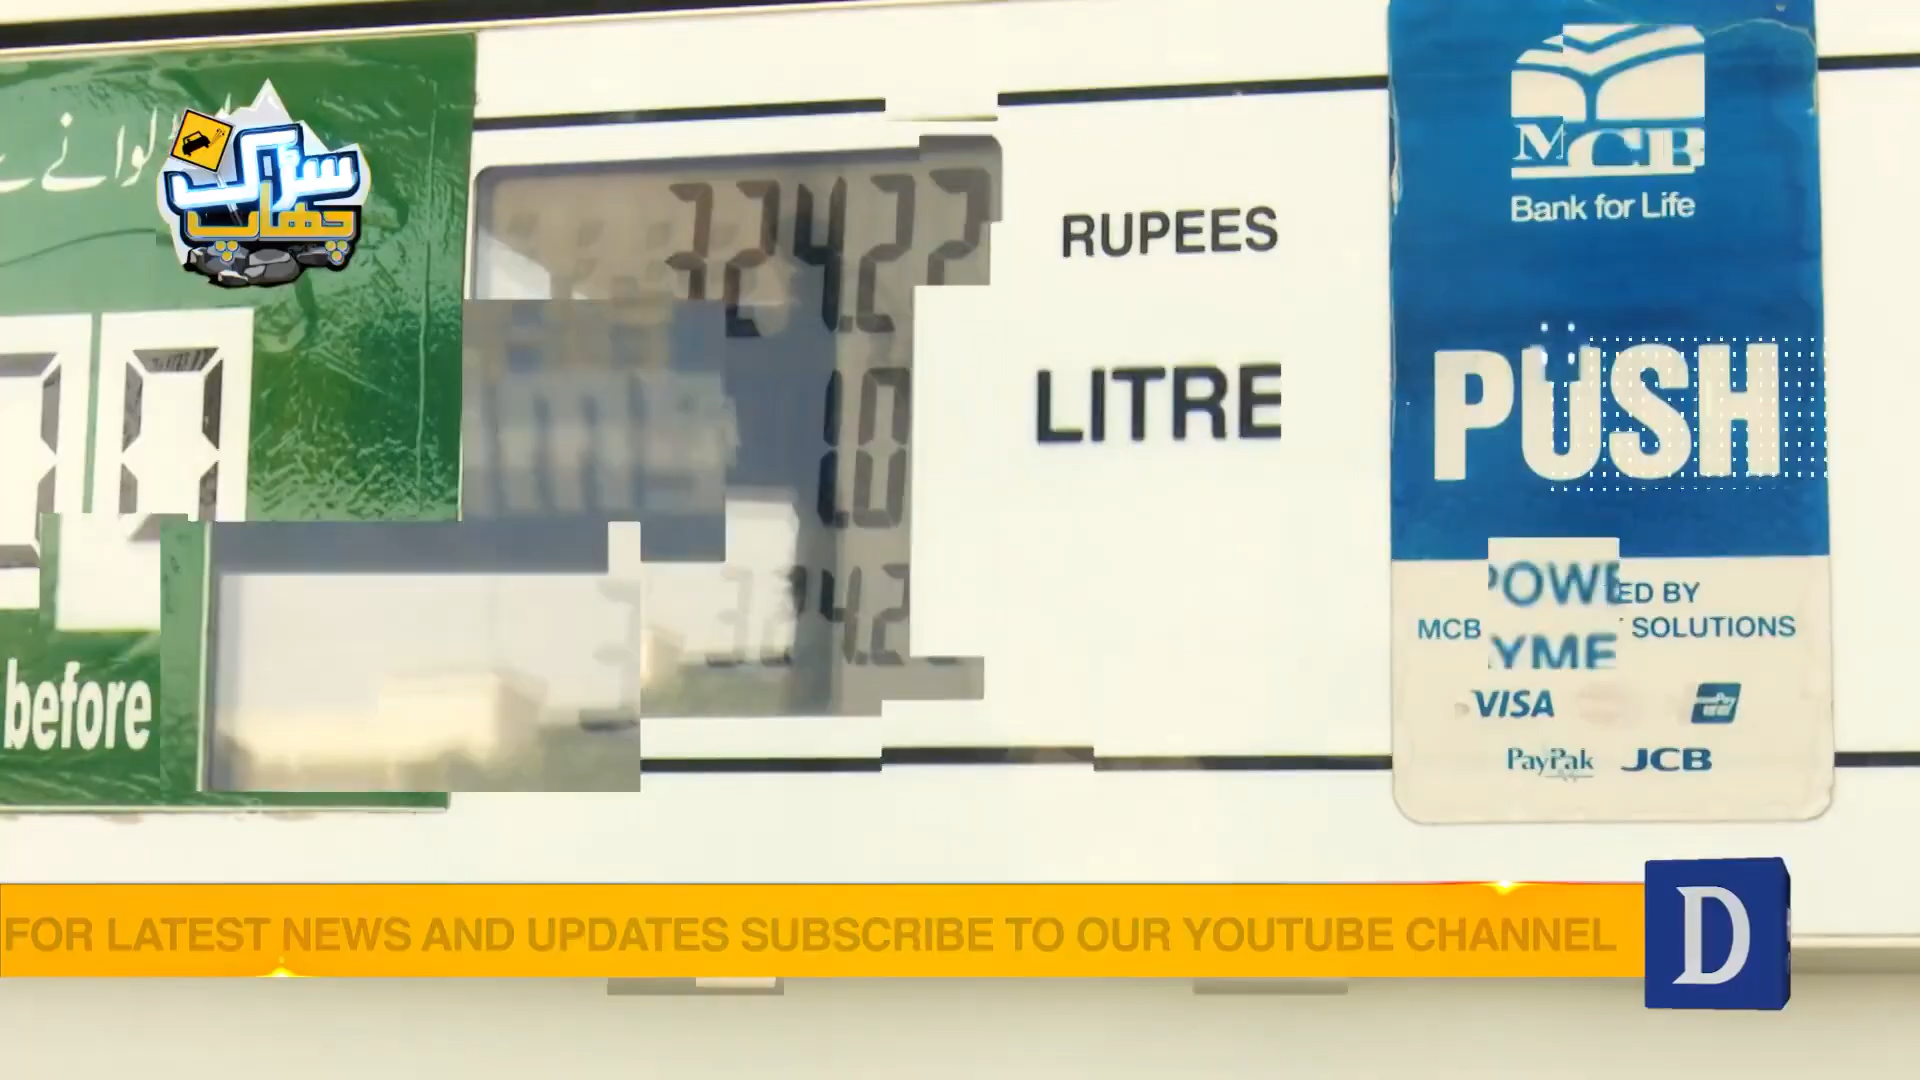 سڑک
چھاپ
324.22
RUPEES
1.0
LITRE
before
MCB
Bank for Life
PUSH
POWERED BY
MCB SOLUTIONS
VISA
PayPak JCB
FOR LATEST NEWS AND UPDATES SUBSCRIBE TO OUR YOUTUBE CHANNEL
D